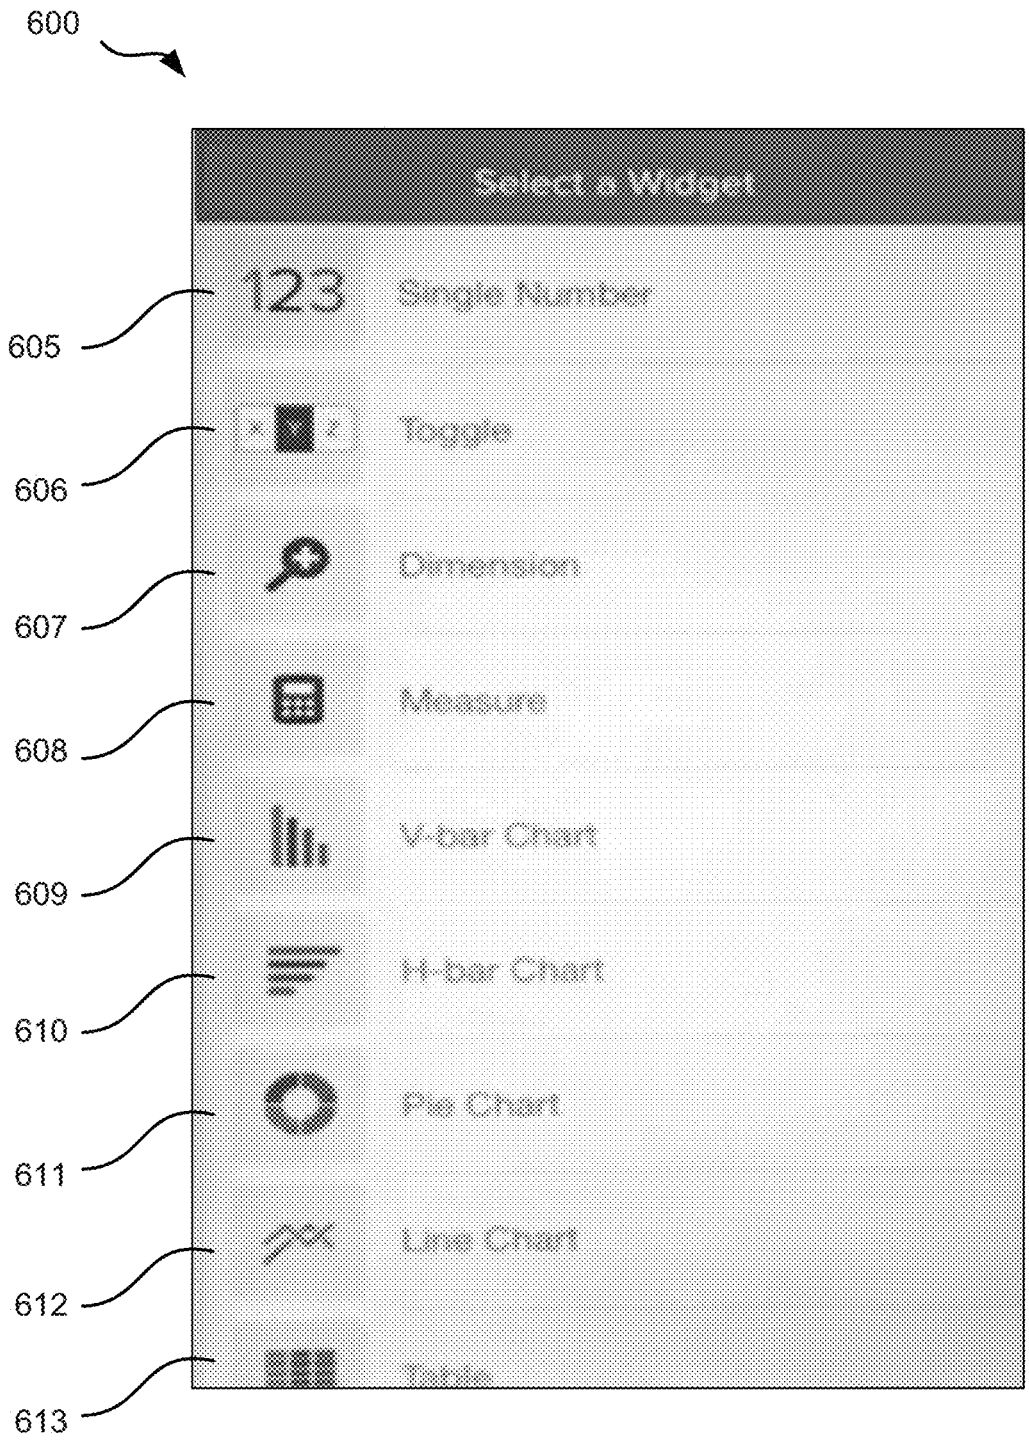 600
Select a Widget
123 Single Number
605
X Y Z Toggle
606
Dimension
607
Measure
608
V-bar Chart
609
H-bar Chart
610
Pie Chart
611
Line Chart
612
Table
613